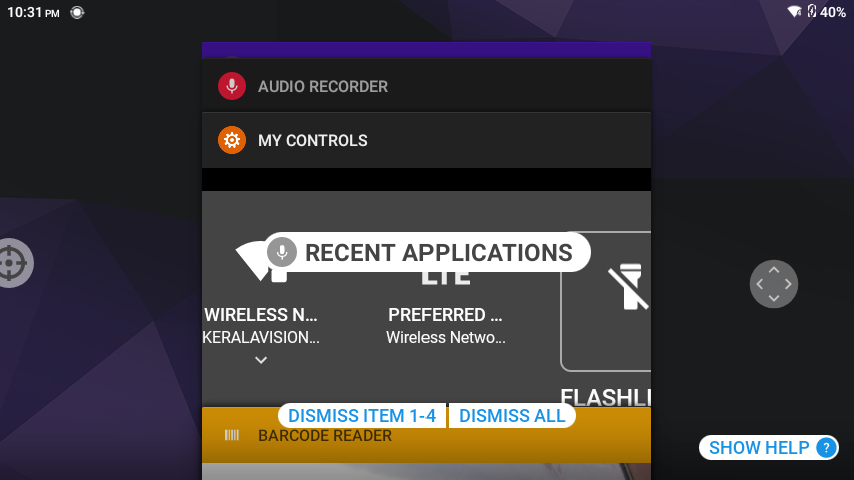 10:31 PM
40%
AUDIO RECORDER
MY CONTROLS
RECENT APPLICATIONS
LTE
WIRELESS N... PREFERRED ...
KERALAVISION... Wireless Netwo...
FLASHLI
DISMISS ITEM 1-4 DISMISS ALL
BARCODE READER
SHOW HELP ?